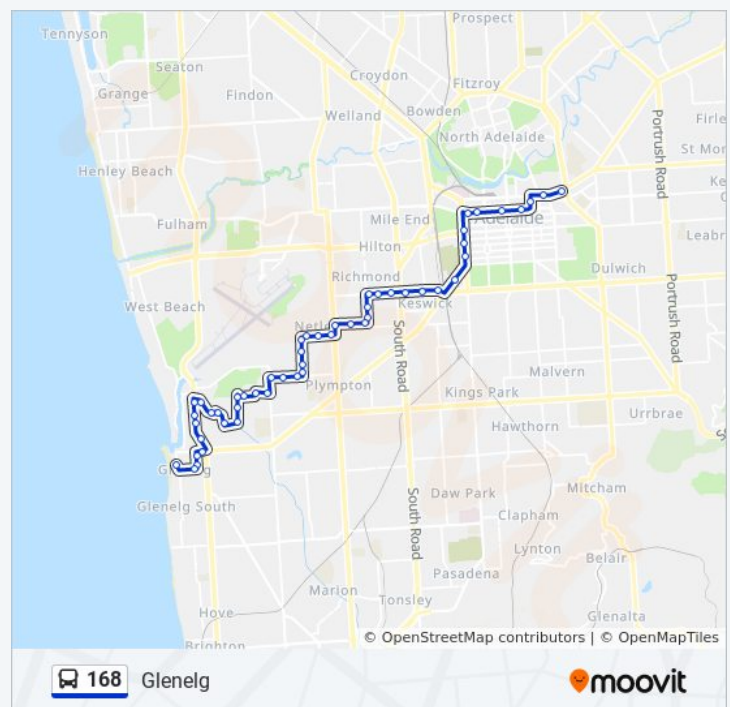 Tennyson
Prospect
Seaton
Croydon
Fitzroy
Grange
Findon
Bowden
Welland
North Adelaide
Portrush Road
Firle
St Mor
Henley Beach
Ke
Adelaide
Fulham
Mile End
Leabr
Hilton
Dulwich
Richmond
West Beach
Keswick
Portrush Road
Netley
South Road
Malvern
Plympton
Kings Park
Urrbrae
Hawthorn
Glenelg
Daw Park
Mitcham
Glenelg South
South Road
Clapham
Lynton
Belair
Pasadena
Marion
Tonsley
Hove
Glenalta
Brighton
© OpenStreetMap contributors | © OpenMapTiles
168 Glenelg
moovit